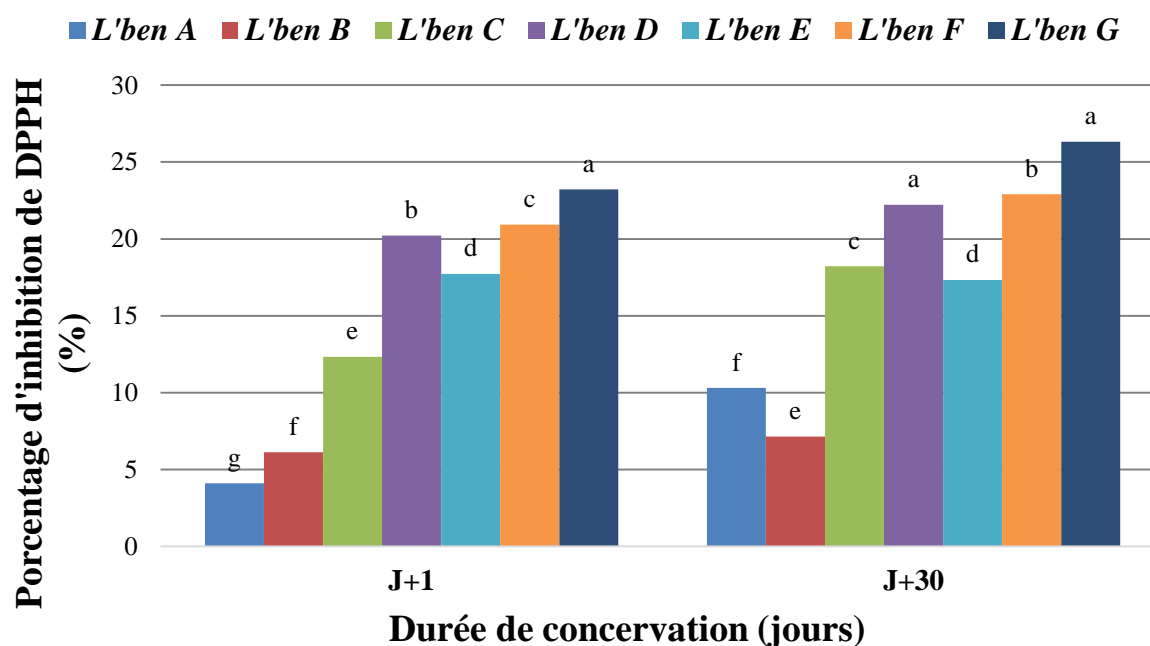 L'ben A L'ben B L'ben C L'ben D L'ben E L'ben F L'ben G
Porcentage d'inhibition de DPPH
(%)
30
25
20
15
10
5
0
g
f
e
b
d
c
a
f
e
c
a
d
b
a
J+1
J+30
Durée de concervation (jours)